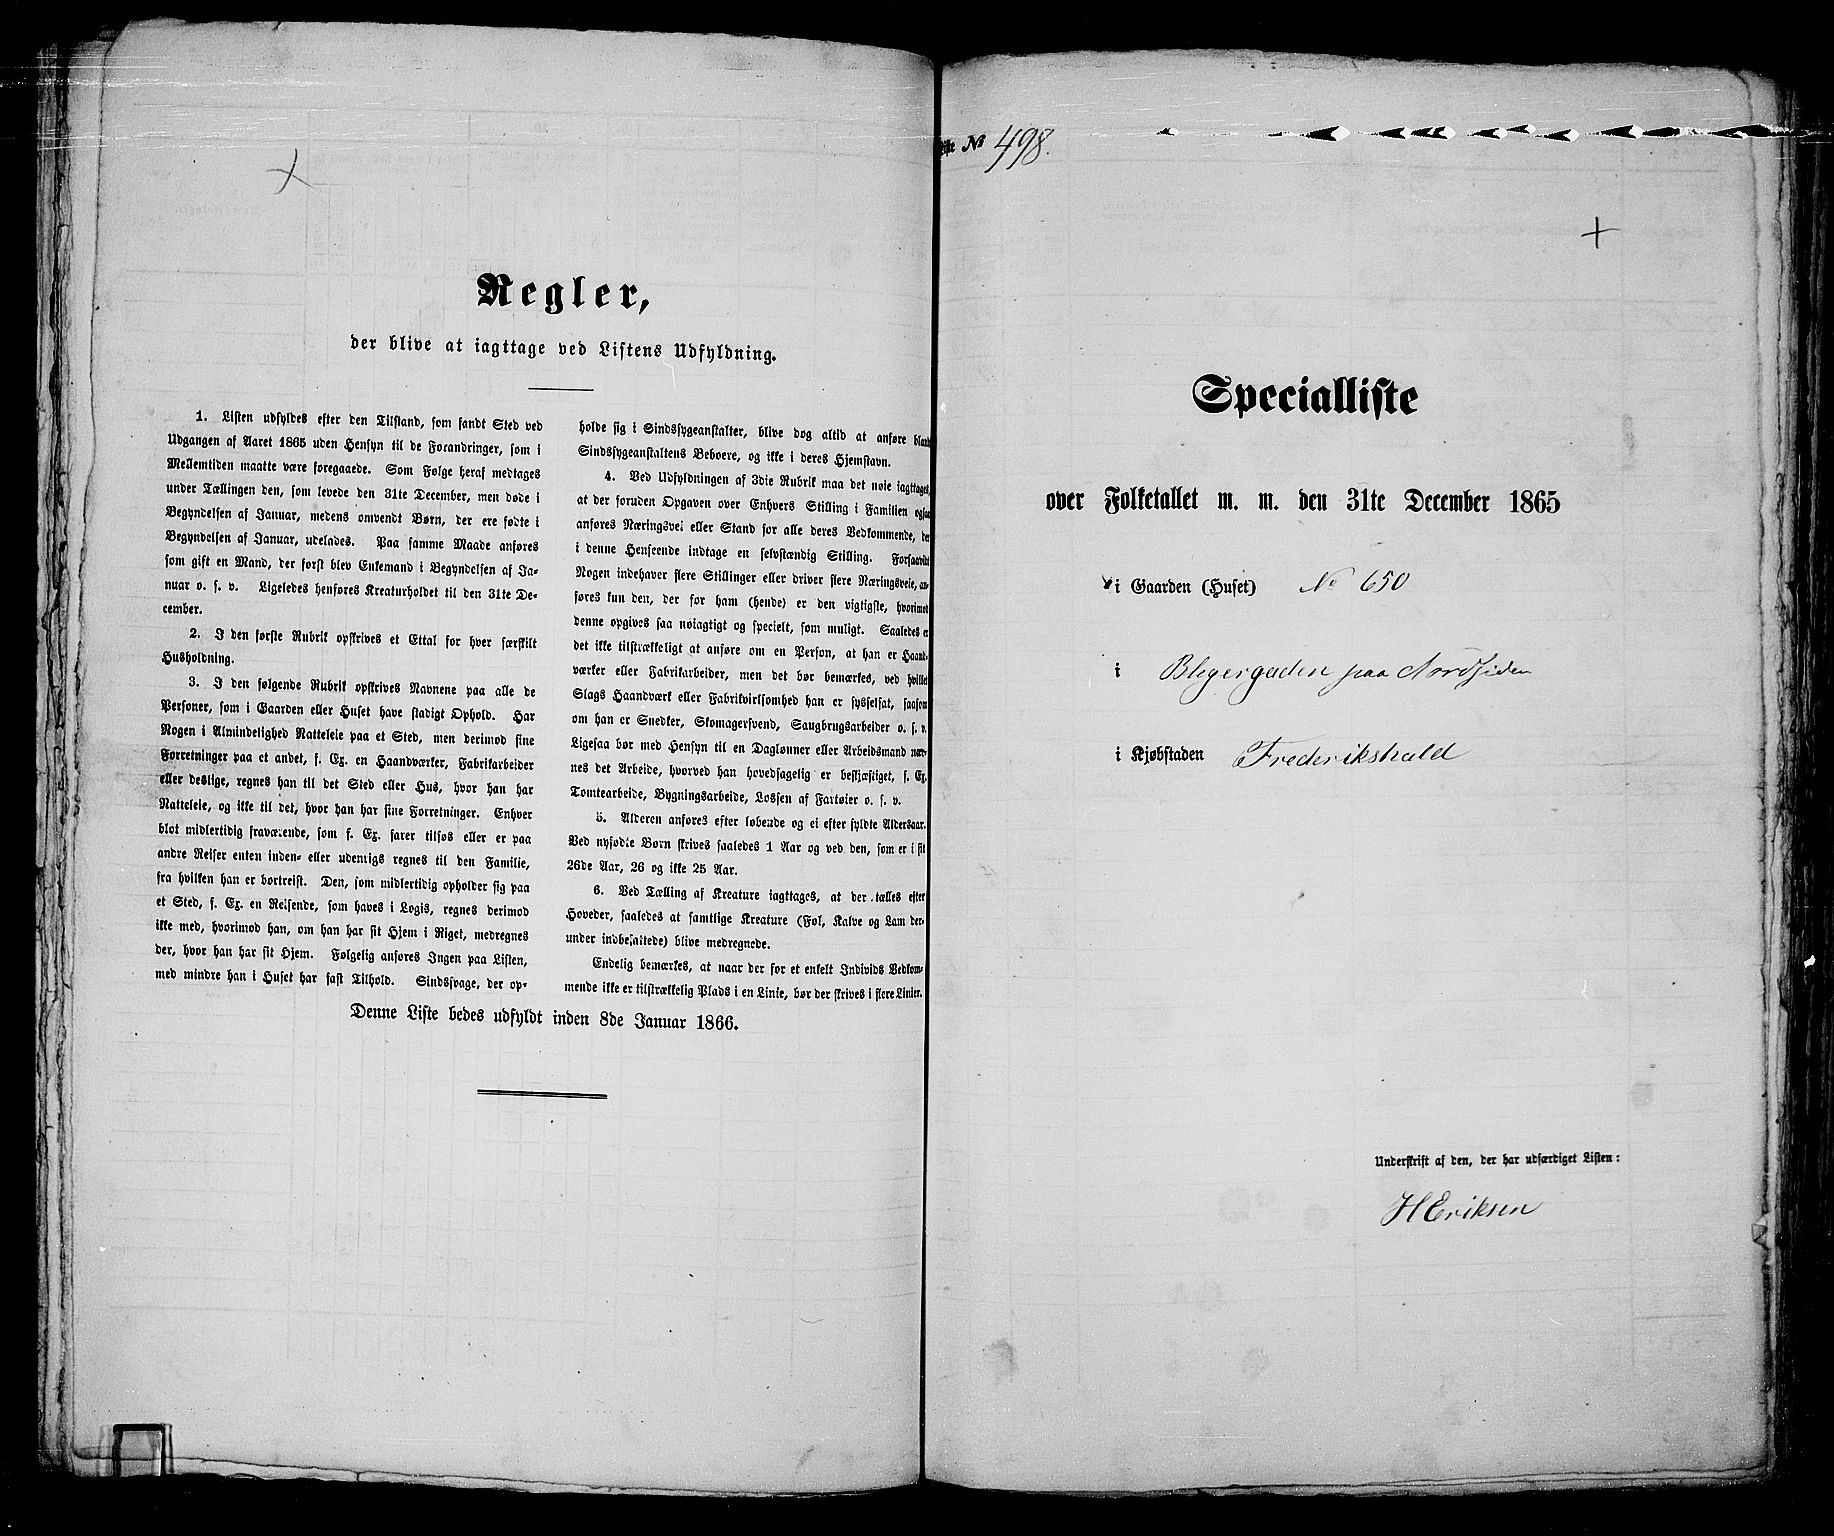 Regler,
der blive at iagttage ved Listens Udfyldning.
1. Listen udfyldes efter den Tilstand, som fandt Sted ved
Udgangen af Aaret 1865 uden Hensyn til de Forandringer, som i
Mellemtiden maatte være foregaaede. Som Følge heraf medtages
under Tællingen den, som levede den 31te December, men døde i
Begyndelsen af Januar, medens omvendt Børn, der ere fødte i
Begyndelsen af Januar, udelades. Paa samme Maade anføres
som gift en Mand, der først blev Enkemand i Begyndelsen af Ja-
nuar o. s. v. Ligeledes henføres Kreaturholdet til den 31te De-
cember.
2. I den første Rubrik opskrives et Ettal for hver særskilt
Husholdning.
3. I den følgende Rubrik opskrives Navnene paa alle de
Personer, som i Gaarden eller Huset have stadigt Ophold. Har
Nogen i Almindelighed Natteleie paa et Sted, men derimod sine
Forretninger paa et andet, f. Ex. en Haandværker, Fabrikarbeider
eller deslige, regnes han til det Sted eller Hus, hvor han har
Natteleie, og ikke til det, hvor han har sine Forretninger. Enhver
blot midlertidig fraværende, som f. Ex. farer tilsøs eller er paa
andre Reiser enten inden- eller udenrigs regnes til den Familie,
fra hvilken han er bortreist. Den, som midlertidig opholder sig paa
et Sted, f. Ex. en Reisende, som haves i Logis, regnes derimod
ikke med, hvorimod han, om han har sit Hjem i Riget, medregnes
der, hvor han har sit Hjem. Følgelig anføres Ingen paa Listen,
med mindre han i Huset har fast Tilhold. Sindssvage, der op-
holde sig i Sindssygeanstalter, blive dog altid at anføre blandt
Sindssygeanstaltens Beboere, og ikke i deres Hjemstavn.
4. Ved Udfyldningen af 3die Rubrik maa det nøie iagttages,
at der foruden Opgaven over Enhvers Stilling i Familien ogsaa
anføres Næringsvei eller Stand for alle deres Vedkommende, der
i denne Henseende indtage en selvstændig Stilling. Forsaavidt
Nogen indehaver flere Stillinger eller driver flere Næringsveie, an-
føres kun den, der for ham (hende) er den vigtigste, hvorimod
denne opgives saa nøiagtigt og specielt, som muligt. Saaledes er
det ikke tilstrækkeligt at anføre om en Person, at han er Haand-
værker eller Fabrikarbeider, men det bør bemærkes, ved hvilket
Slags Haandværk eller Fabrikvirksomhed han er sysselsat, saasom
om han er Snedker, Skomagersvend, Saugbrugsarbeider o. s. v.
Ligesaa bør med Hensyn til en Daglønner eller Arbeidsmand næv-
nes det Arbeide, hvorved han hovedsagelig er beskjæftiget, f. Ex.
Tomtearbeide, Bygningsarbeide, Lossen af Fartøier o. s. v.
5. Alderen anføres efter løbende og ei efter fyldte Aldersaar.
Ved nyfødte Børn skrives saaledes 1 Aar og ved den, som er i sit
26de Aar, 26 og ikke 25 Aar.
6. Ved Tælling af Kreature iagttages, at der tælles efter
Hoveder, saaledes at samtlige Kreature (Føl, Kalve og Lam der-
under indbefattede) blive medregnede.
Endelig bemærkes, at naar der for et enkelt Individs Vedkom-
mende ikke er tilstrækkelig Plads i en Linie, bør der skrives i flere Linier.
Denne Liste bedes udfyldt inden 8de Januar 1866.
Liste No 498.
Specialliste
over Folketallet m. m. den 31te December 1865
i Gaarden (Huset) No 650
i Blegergaden paa Nordsiden
i Kjøbstaden Frederikshald
Underskrift af den, der har udfærdiget Listen:
HEriksen